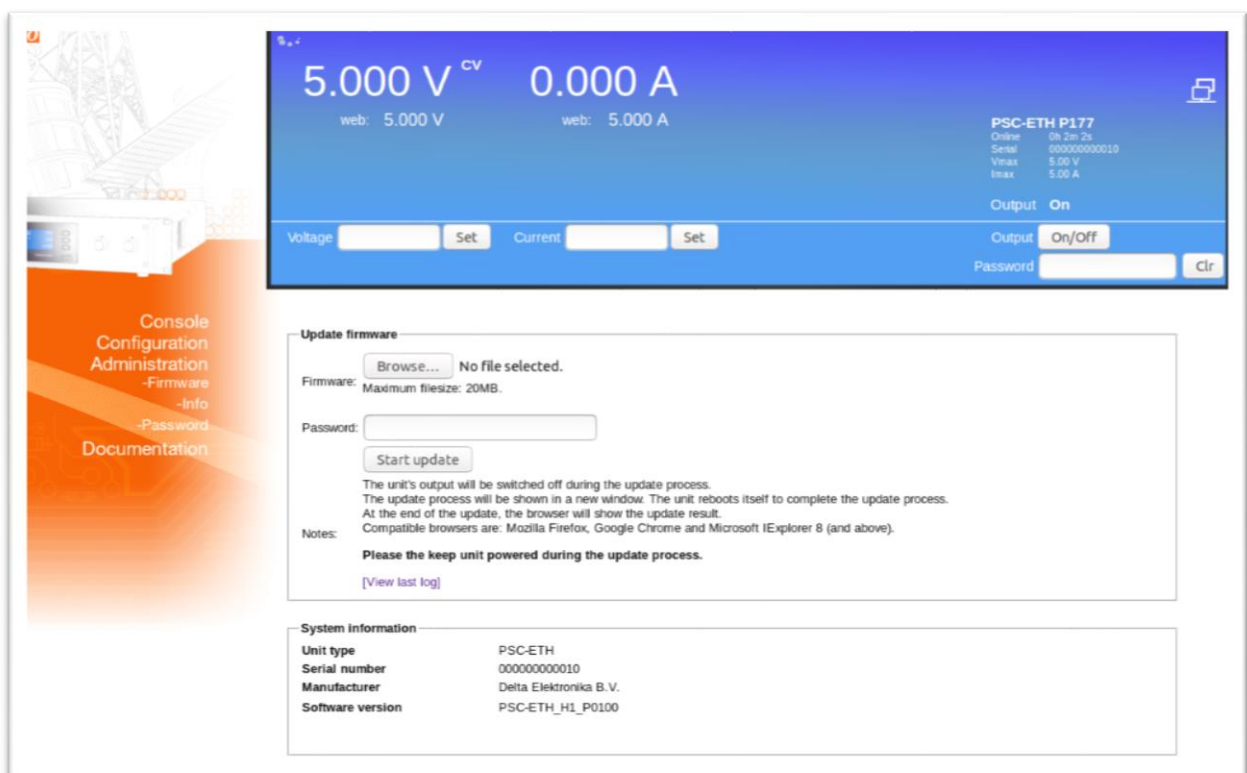 5.000 V CV 0.000 A
web: 5.000 V web: 5.000 A
PSC-ETH P177
Online 0h 2m 2s
Serial 000000000010
Vmax 5.00 V
Imax 5.00 A
Output On
Voltage Set Current Set Output On/Off
Password Clr
Console
Configuration
Administration
-Firmware
-Info
-Password
Documentation
Update firmware
Firmware: Browse... No file selected.
Maximum filesize: 20MB.
Password:
Start update
Notes:
The unit's output will be switched off during the update process.
The update process will be shown in a new window. The unit reboots itself to complete the update process.
At the end of the update, the browser will show the update result.
Compatible browsers are: Mozilla Firefox, Google Chrome and Microsoft IExplorer 8 (and above).
Please the keep unit powered during the update process.
[View last log]
System information
Unit type PSC-ETH
Serial number 000000000010
Manufacturer Delta Elektronika B.V.
Software version PSC-ETH_H1_P0100